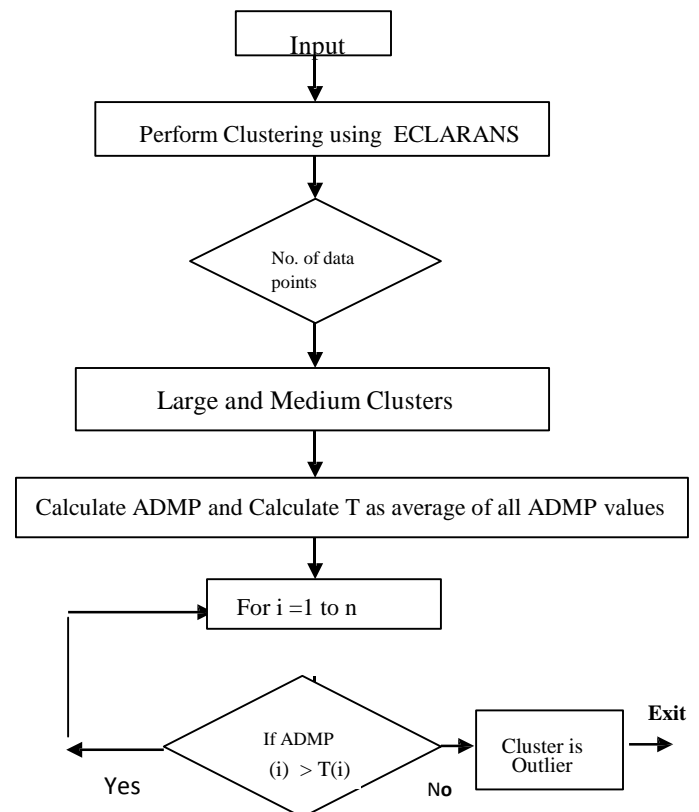 Input
Perform Clustering using ECLARANS
No. of data
points
Large and Medium Clusters
Calculate ADMP and Calculate T as average of all ADMP values
For i =1 to n
If ADMP
(i) > T(i)
Yes
No
Cluster is
Outlier
Exit